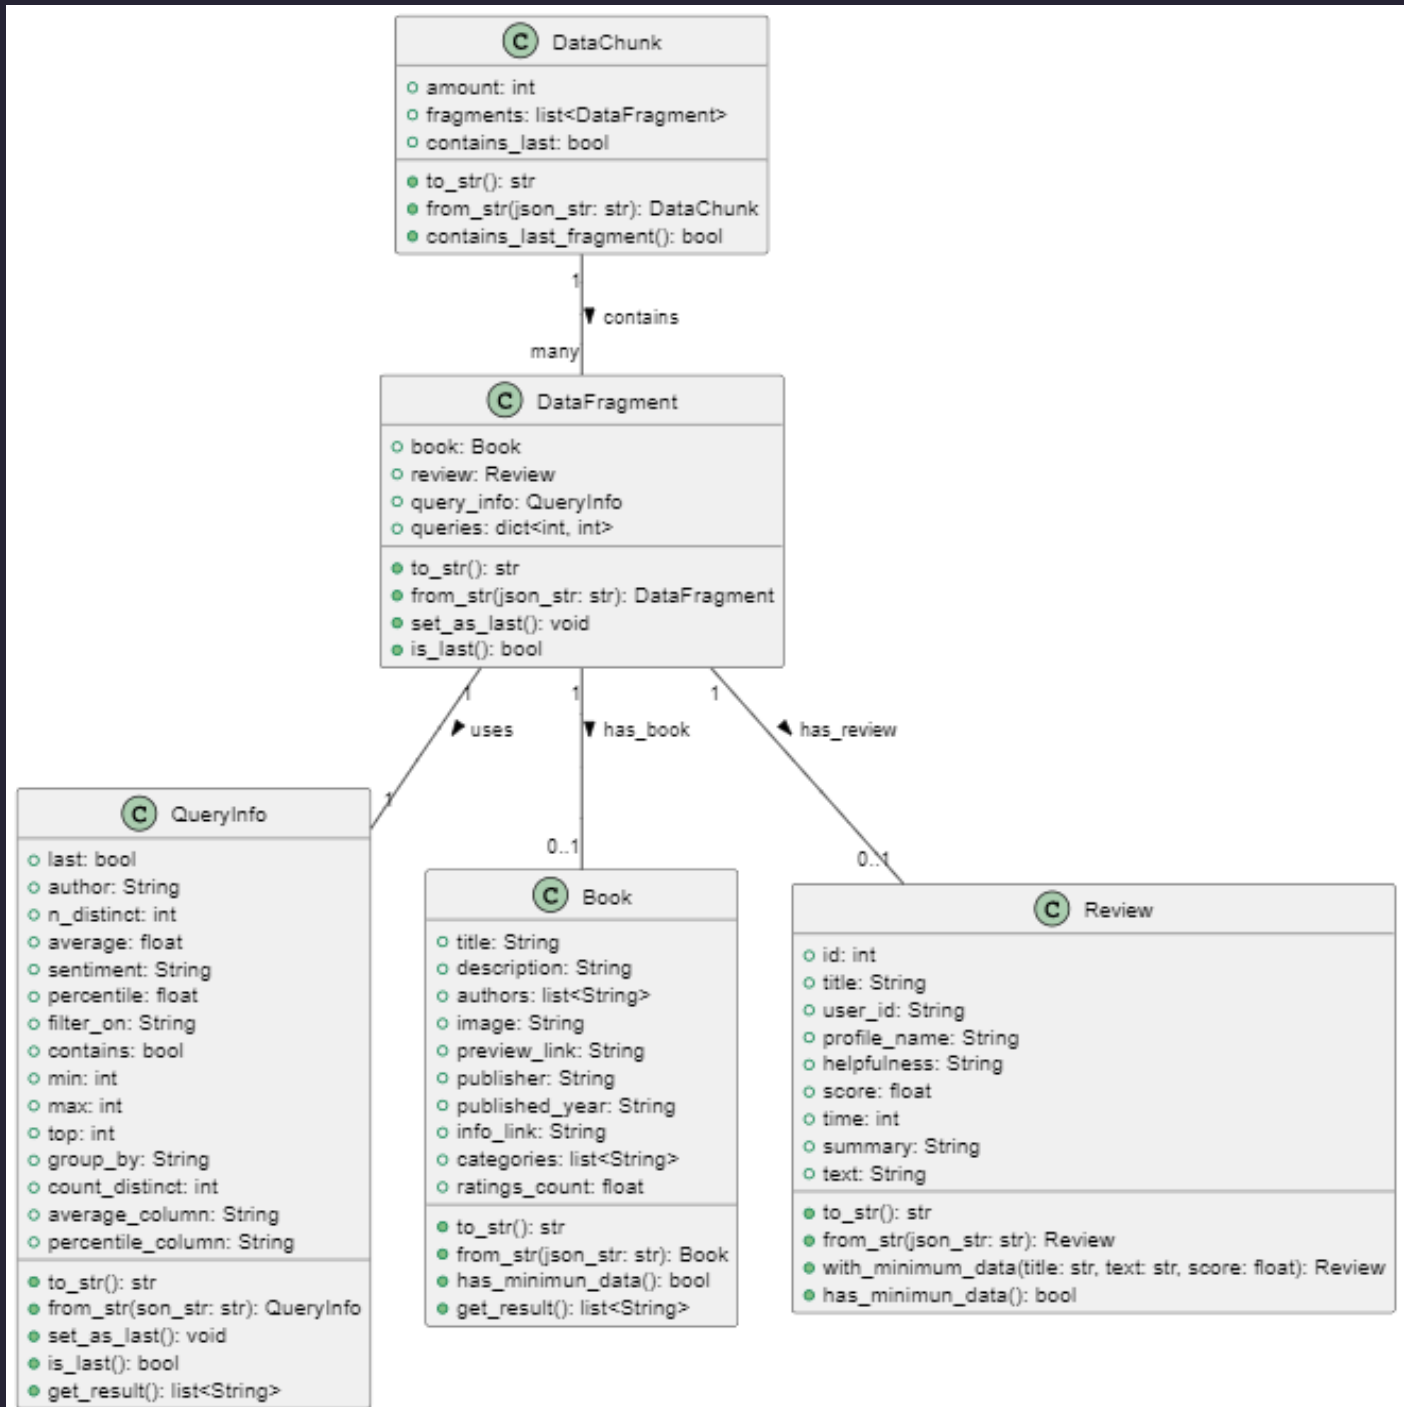 C DataChunk
amount: int
fragments: list<DataFragment>
contains_last: bool
to_str(): str
from_str(json_str: str): DataChunk
contains_last_fragment(): bool
1
contains
many
C DataFragment
book: Book
review: Review
query_info: QueryInfo
queries: dict<int, int>
to_str(): str
from_str(json_str: str): DataFragment
set_as_last(): void
is_last(): bool
1
1
1
uses
has_book
has_review
1
0..1
0..1
C QueryInfo
last: bool
author: String
n_distinct: int
average: float
sentiment: String
percentile: float
filter_on: String
contains: bool
min: int
max: int
top: int
group_by: String
count_distinct: int
average_column: String
percentile_column: String
to_str(): str
from_str(son_str: str): QueryInfo
set_as_last(): void
is_last(): bool
get_result(): list<String>
C Book
title: String
description: String
authors: list<String>
image: String
preview_link: String
publisher: String
published_year: String
info_link: String
categories: list<String>
ratings_count: float
to_str(): str
from_str(json_str: str): Book
has_minimun_data(): bool
get_result(): list<String>
C Review
id: int
title: String
user_id: String
profile_name: String
helpfulness: String
score: float
time: int
summary: String
text: String
to_str(): str
from_str(json_str: str): Review
with_minimum_data(title: str, text: str, score: float): Review
has_minimun_data(): bool